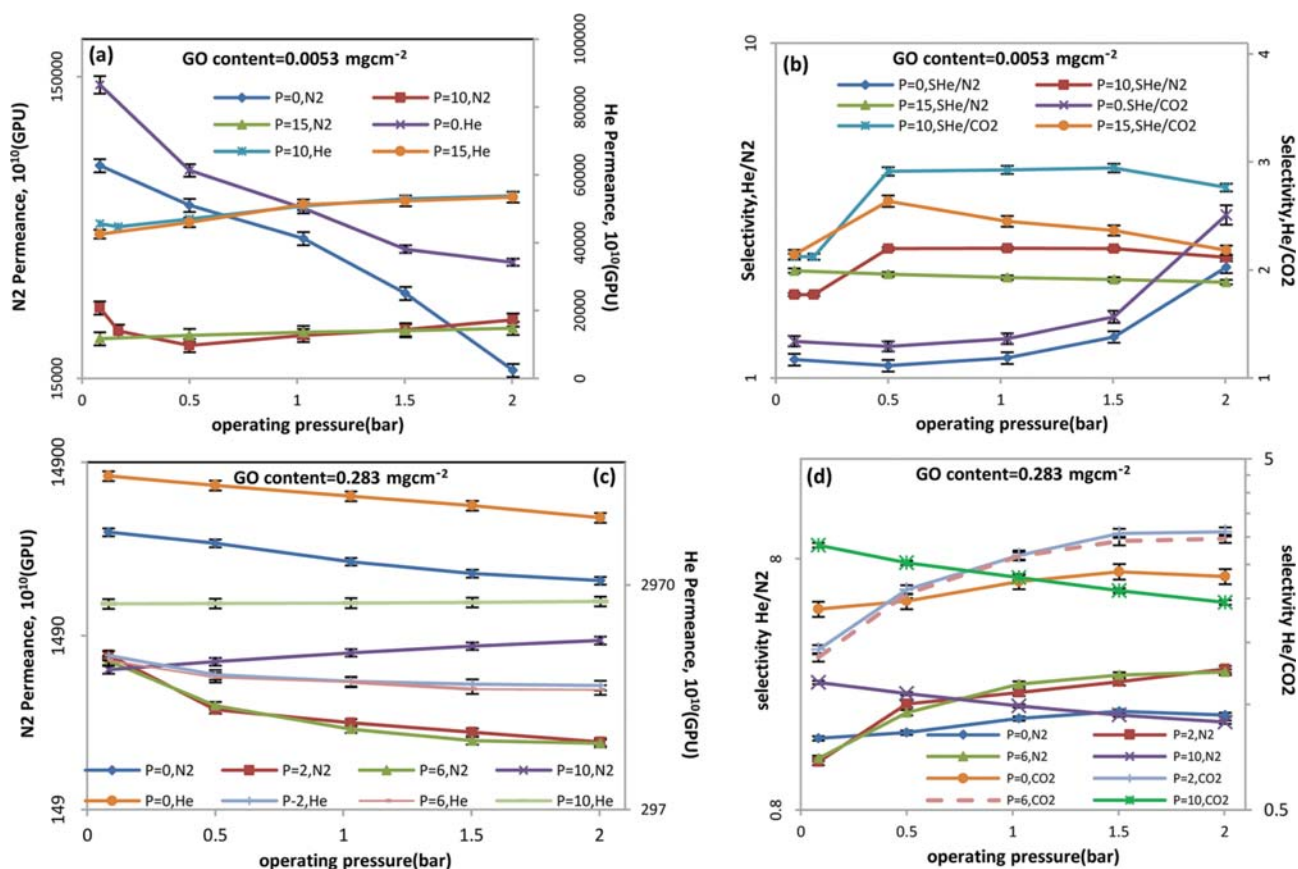 (a)
GO content=0.0053 mgcm-2
P=0,N2
P=10,N2
P=15,N2
P=0.He
P=10,He
P=15,He
N2 Permeance, 10^10(GPU)
150000
15000
He Permeance, 10^10(GPU)
100000
80000
60000
40000
20000
0
0
0.5
1
1.5
2
operating pressure(bar)
(b)
GO content=0.0053 mgcm-2
P=0,SHe/N2
P=10,SHe/N2
P=15,SHe/N2
P=0.SHe/CO2
P=10,SHe/CO2
P=15,SHe/CO2
Selectivity,He/N2
10
1
Selectivity,He/CO2
4
3
2
1
0
0.5
1
1.5
2
operating pressure(bar)
(c)
GO content=0.283 mgcm-2
N2 Permeance, 10^10(GPU)
14900
1490
149
He Permeance, 10^10(GPU)
2970
297
P=0,N2
P=2,N2
P=6,N2
P=10,N2
P=0,He
P-2,He
P=6,He
P=10,He
0
0.5
1
1.5
2
operating pressure(bar)
(d)
GO content=0.283 mgcm-2
selectivity He/N2
8
0.8
selectivity He/CO2
5
0.5
P=0,N2
P=2,N2
P=6,N2
P=10,N2
P=0,CO2
P=2,CO2
P=6,CO2
P=10,CO2
0
0.5
1
1.5
2
operating pressure(bar)